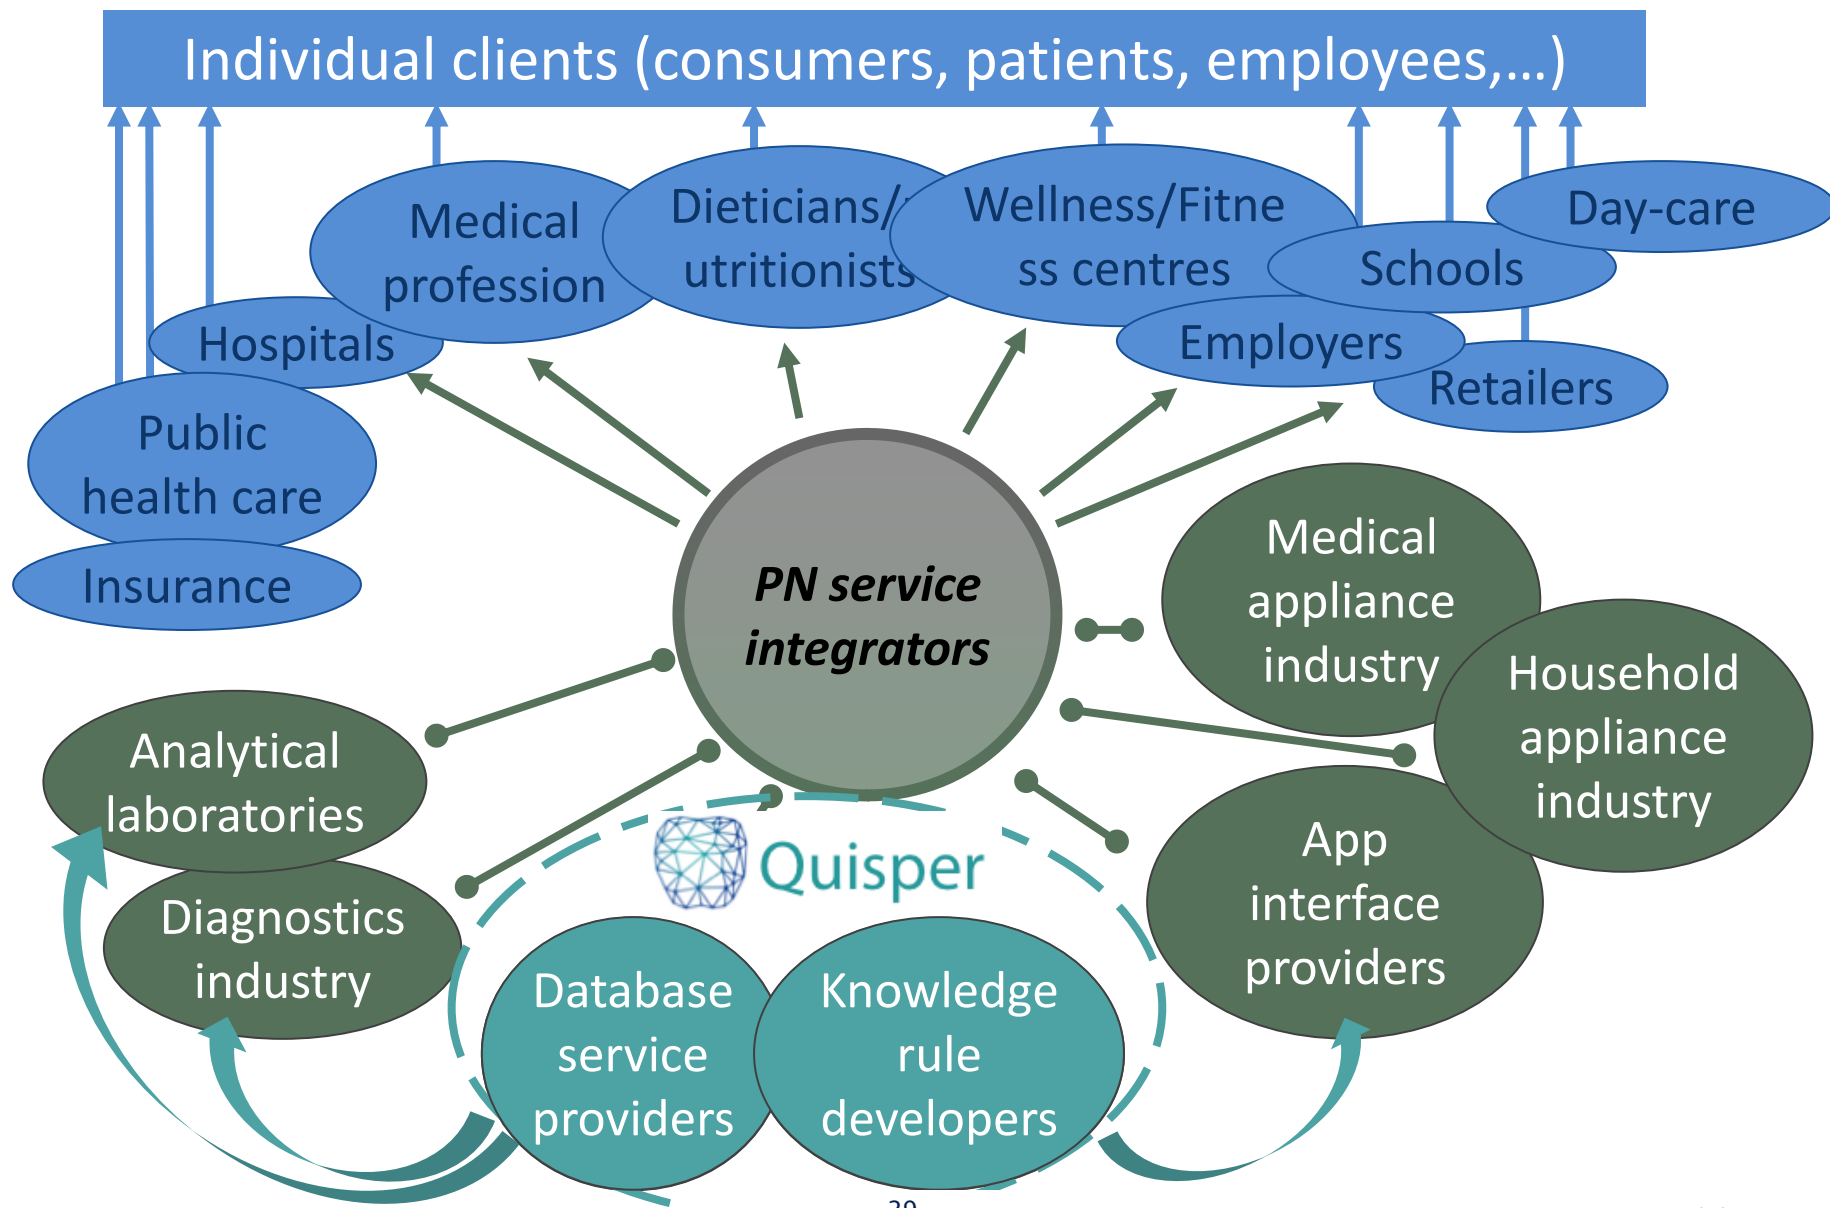 Individual clients (consumers, patients, employees,...)
Medical
profession
Dieticians/
utritionists
Wellness/Fitne
ss centres
Day-care
Schools
Hospitals
Employers
Retailers
Public
health care
Insurance
PN service
integrators
Medical
appliance
industry
Household
appliance
industry
Analytical
laboratories
App
interface
providers
Quisper
Diagnostics
industry
Database
service
providers
Knowledge
rule
developers